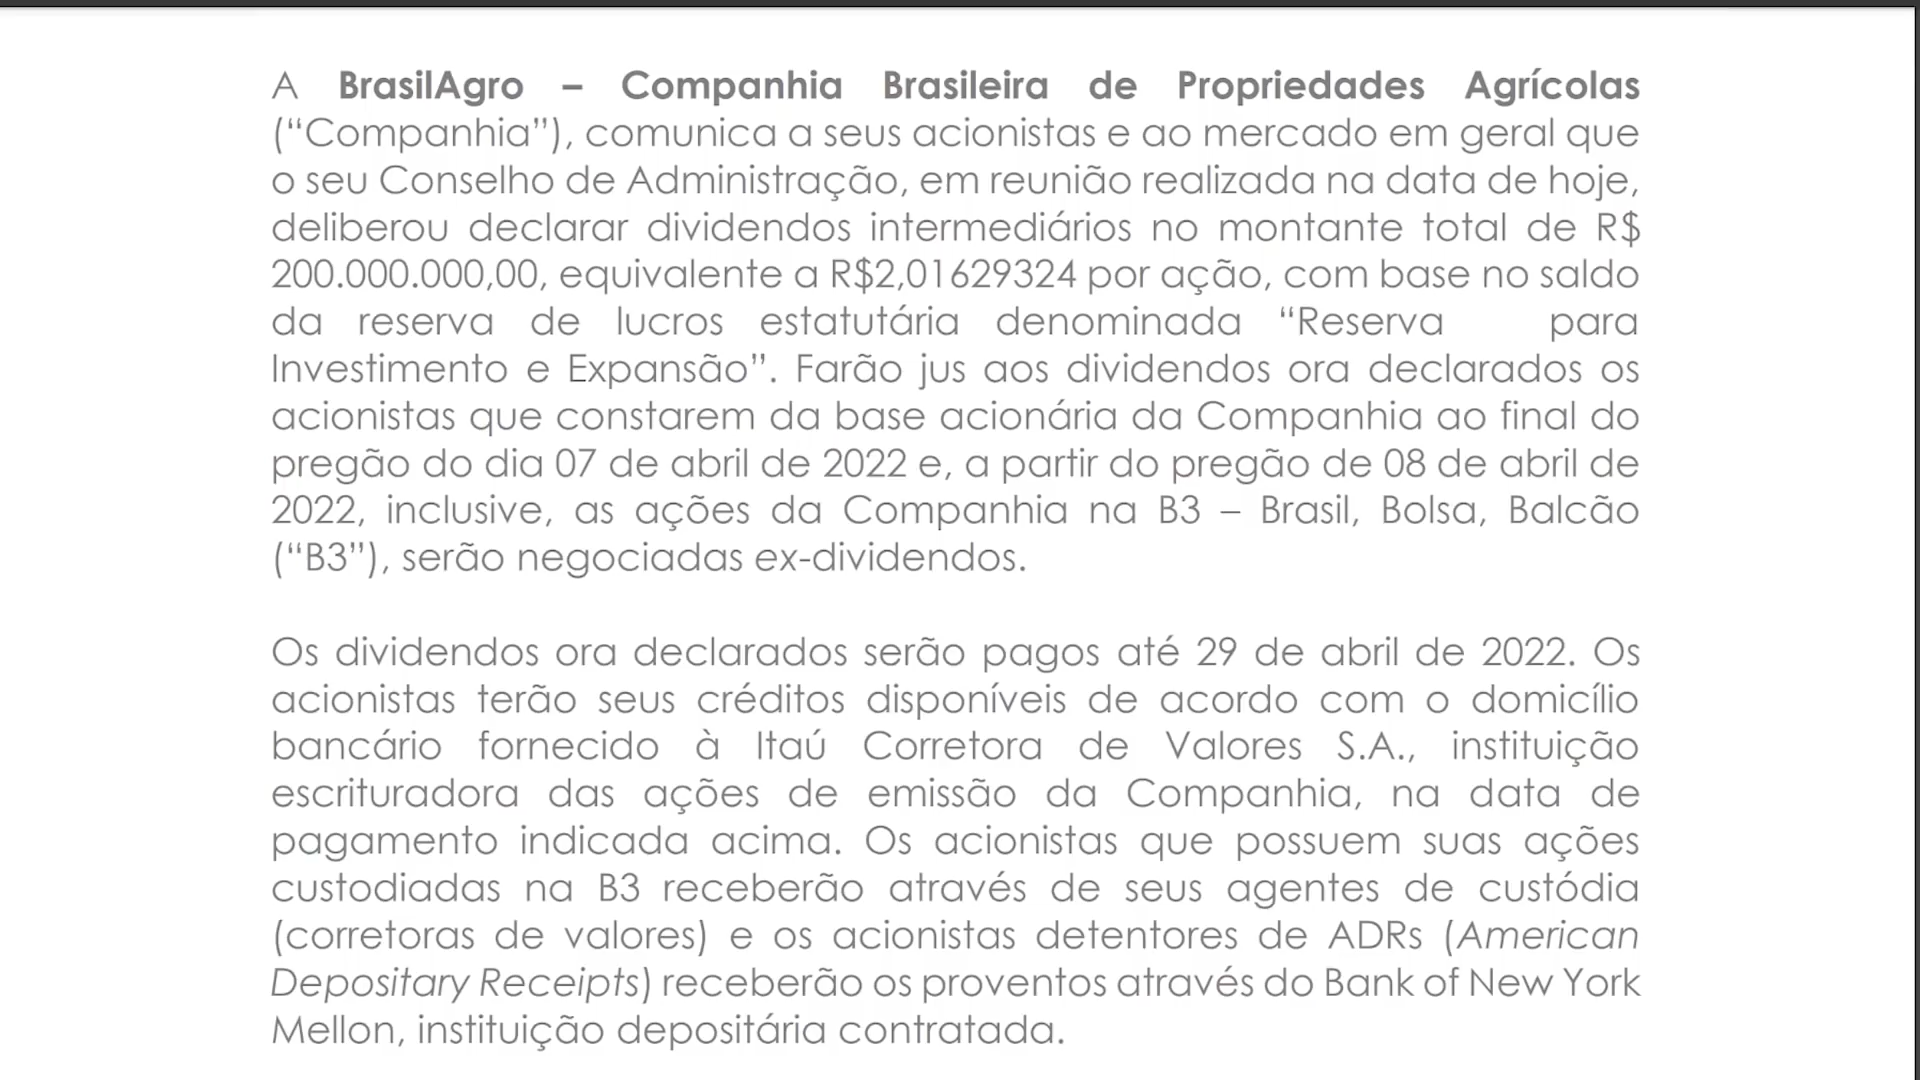 A BrasilAgro – Companhia Brasileira de Propriedades Agrícolas
(“Companhia”), comunica a seus acionistas e ao mercado em geral que
o seu Conselho de Administração, em reunião realizada na data de hoje,
deliberou declarar dividendos intermediários no montante total de R$
200.000.000,00, equivalente a R$2,01629324 por ação, com base no saldo
da reserva de lucros estatutária denominada “Reserva para
Investimento e Expansão”. Farão jus aos dividendos ora declarados os
acionistas que constarem da base acionária da Companhia ao final do
pregão do dia 07 de abril de 2022 e, a partir do pregão de 08 de abril de
2022, inclusive, as ações da Companhia na B3 – Brasil, Bolsa, Balcão
(“B3”), serão negociadas ex-dividendos.
Os dividendos ora declarados serão pagos até 29 de abril de 2022. Os
acionistas terão seus créditos disponíveis de acordo com o domicílio
bancário fornecido à Itaú Corretora de Valores S.A., instituição
escrituradora das ações de emissão da Companhia, na data de
pagamento indicada acima. Os acionistas que possuem suas ações
custodiadas na B3 receberão através de seus agentes de custódia
(corretoras de valores) e os acionistas detentores de ADRs (American
Depositary Receipts) receberão os proventos através do Bank of New York
Mellon, instituição depositária contratada.